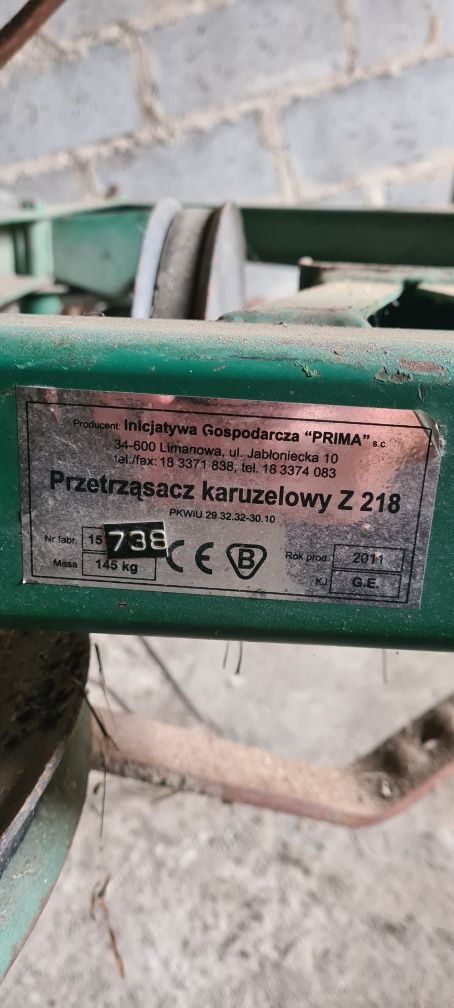 Producent: Inicjatywa Gospodarcza "PRIMA" s.c.
34-600 Limanowa, ul. Jabłoniecka 10
tel./fax: 18 3371 838, tel. 18 3374 083
Przetrząsacz karuzelowy Z 218
PKWiU 29.32.32-30.10
Nr fabr. 15 738 CE B Rok prod. 2011
Masa 145 kg KJ G.E.